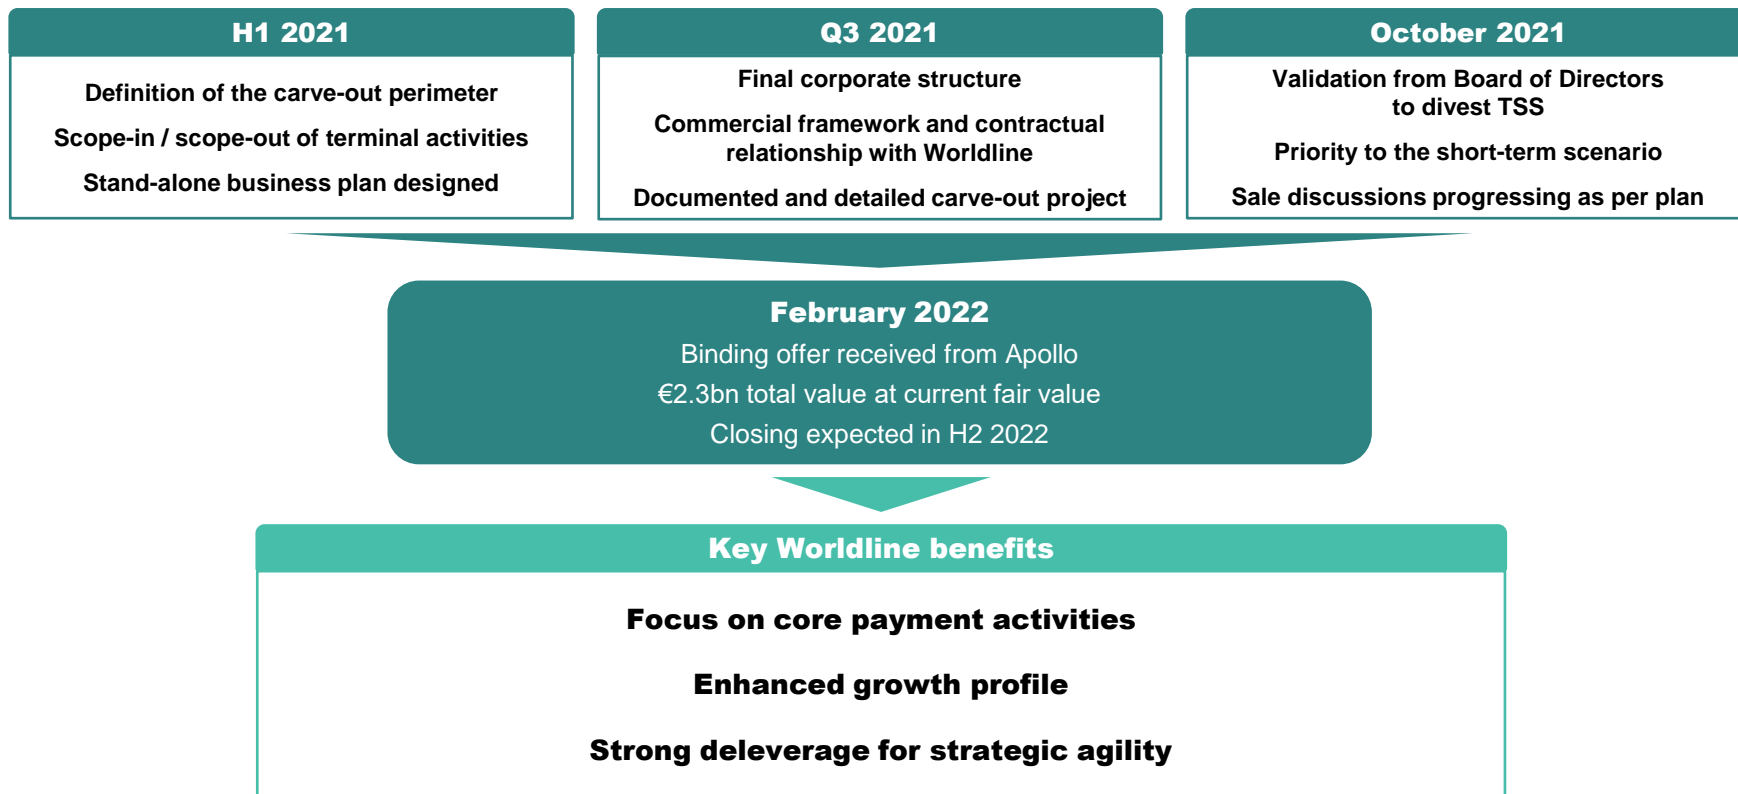 H1 2021
Definition of the carve-out perimeter
Scope-in / scope-out of terminal activities
Stand-alone business plan designed
Q3 2021
Final corporate structure
Commercial framework and contractual
relationship with Worldline
Documented and detailed carve-out project
October 2021
Validation from Board of Directors
to divest TSS
Priority to the short-term scenario
Sale discussions progressing as per plan
February 2022
Binding offer received from Apollo
€2.3bn total value at current fair value
Closing expected in H2 2022
Key Worldline benefits
Focus on core payment activities
Enhanced growth profile
Strong deleverage for strategic agility